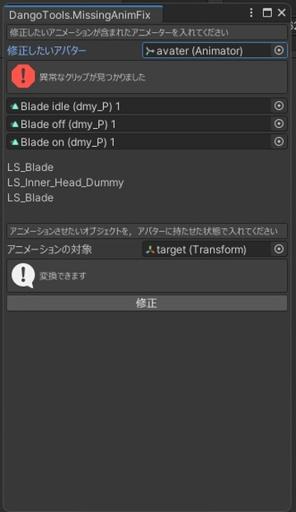 DangoTools.MissingAnimFix
修正したいアニメーションが含まれたアニメーターを入れてください
修正したいアバター
avater (Animator)
異常なクリップが見つかりました
Blade idle (dmy_P) 1
Blade off (dmy_P) 1
Blade on (dmy_P) 1
LS_Blade
LS_Inner_Head_Dummy
LS_Blade
アニメーションさせたいオブジェクトを，アバターに持たせた状態で入れてください
アニメーションの対象
target (Transform)
変換できます
修正